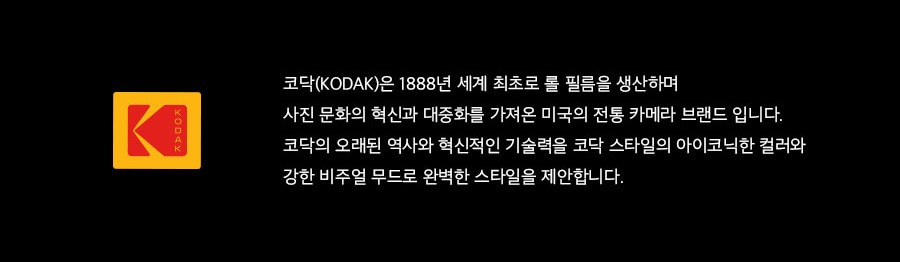 KODAK
코닥(KODAK)은 1888년 세계 최초로 롤 필름을 생산하며
사진 문화의 혁신과 대중화를 가져온 미국의 전통 카메라 브랜드 입니다.
코닥의 오래된 역사와 혁신적인 기술력을 코닥 스타일의 아이코닉한 컬러와
강한 비주얼 무드로 완벽한 스타일을 제안합니다.